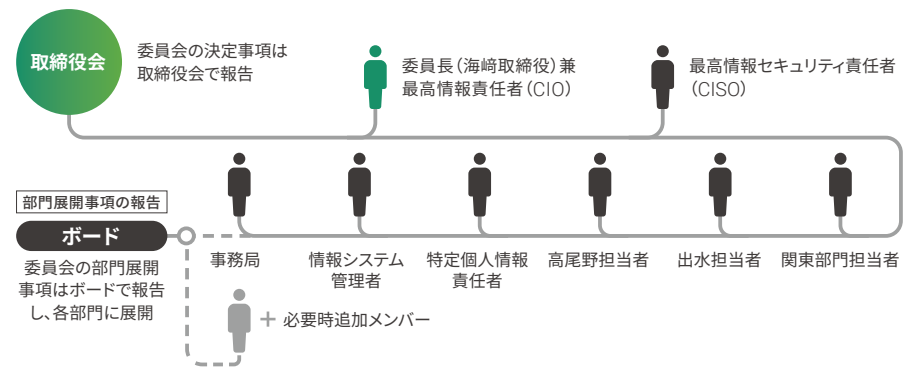 取締役会
委員会の決定事項は
取締役会で報告
委員長（海﨑取締役）兼
最高情報責任者（CIO）
最高情報セキュリティ責任者
（CISO）
部門展開事項の報告
ボード
委員会の部門展開
事項はボードで報告
し、各部門に展開
事務局
情報システム
管理者
特定個人情報
責任者
高尾野担当者
出水担当者
関東部門担当者
＋ 必要時追加メンバー